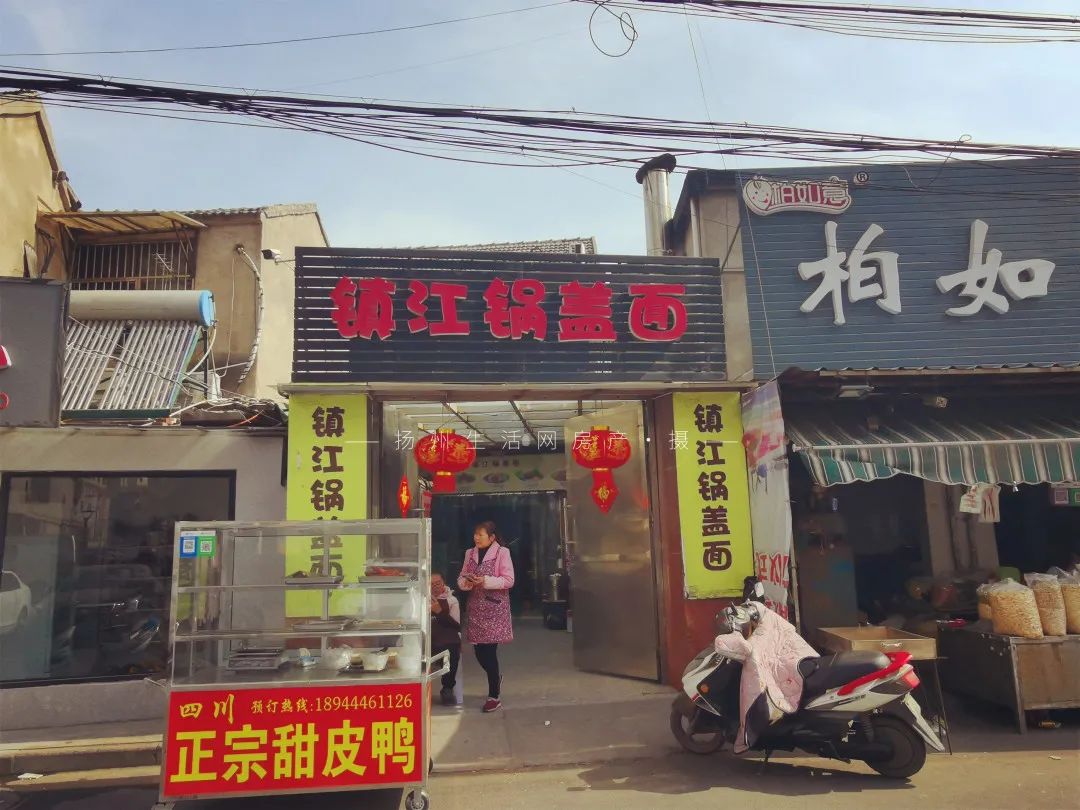 柏如意®
柏如
镇江锅盖面
镇江锅盖面
镇江锅盖面
扬州生活网房产 摄
四川 预订热线:18944461126
正宗甜皮鸭